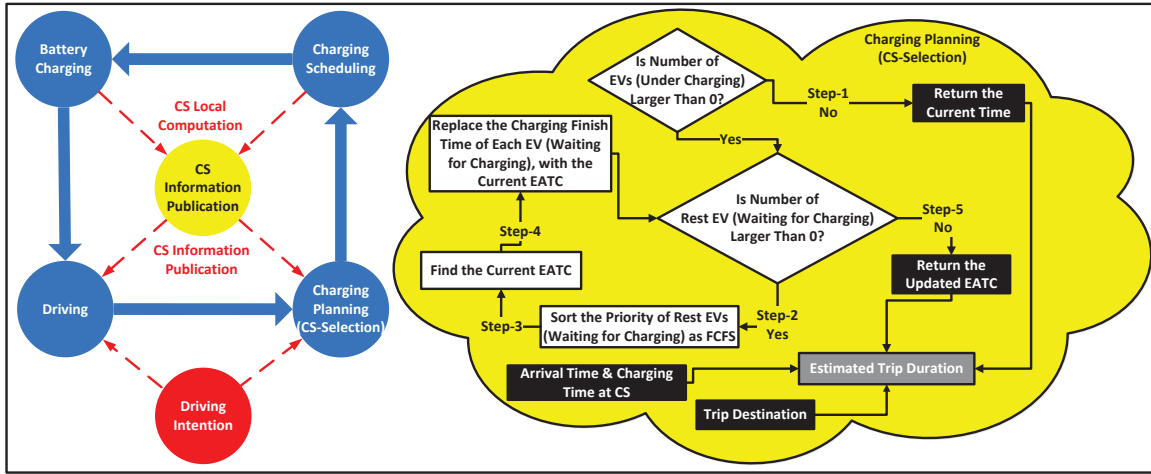 Battery
Charging
Charging
Scheduling
CS Local
Computation
CS
Information
Publication
CS Information
Publication
Driving
Charging
Planning
(CS-Selection)
Driving
Intention
Charging Planning
(CS-Selection)
Is Number of
EVs (Under Charging)
Larger Than 0?
Step-1
No
Return the
Current Time
Yes
Replace the Charging Finish
Time of Each EV (Waiting
for Charging), with the
Current EATC
Is Number of
Rest EV (Waiting for Charging)
Larger Than 0?
Step-5
No
Step-4
Find the Current EATC
Return the
Updated EATC
Step-3
Sort the Priority of Rest EVs
(Waiting for Charging) as FCFS
Step-2
Yes
Arrival Time & Charging
Time at CS
Estimated Trip Duration
Trip Destination